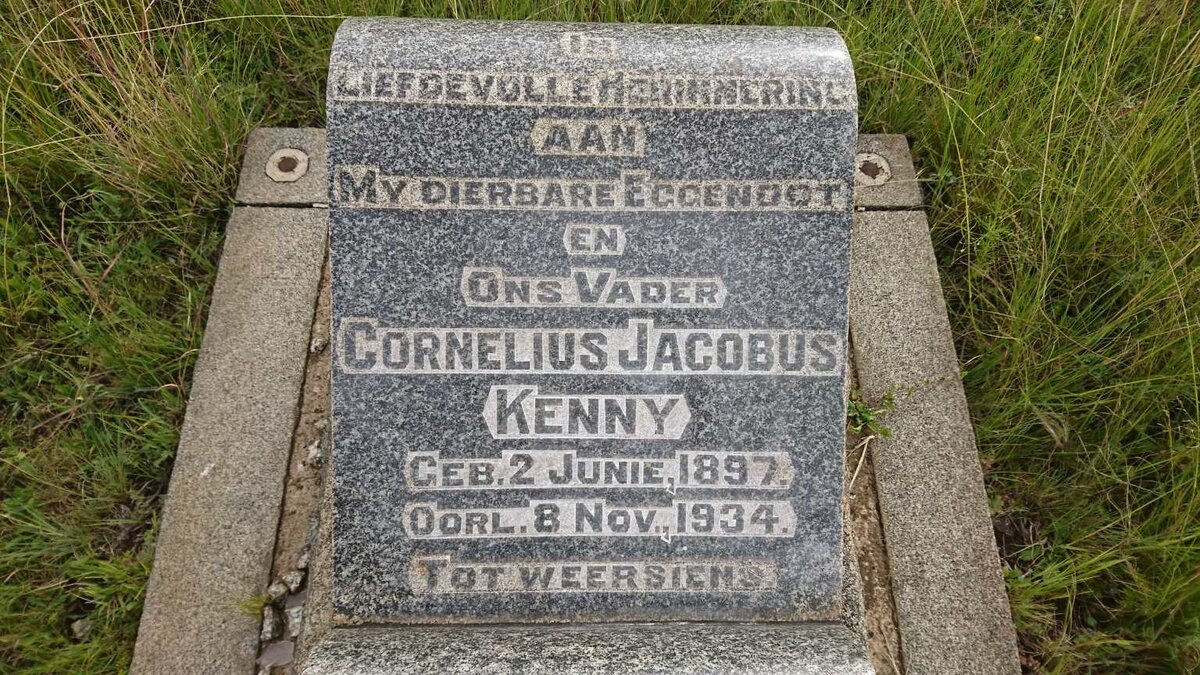 IN
LIEFDEVOLLE HERINNERING
AAN
MY DIERBARE EGGENOOT
EN
ONS VADER
CORNELIUS JACOBUS
KENNY
GEB. 2 JUNIE, 1897.
OORL. 8 NOV., 1934.
TOT WEERSIENS